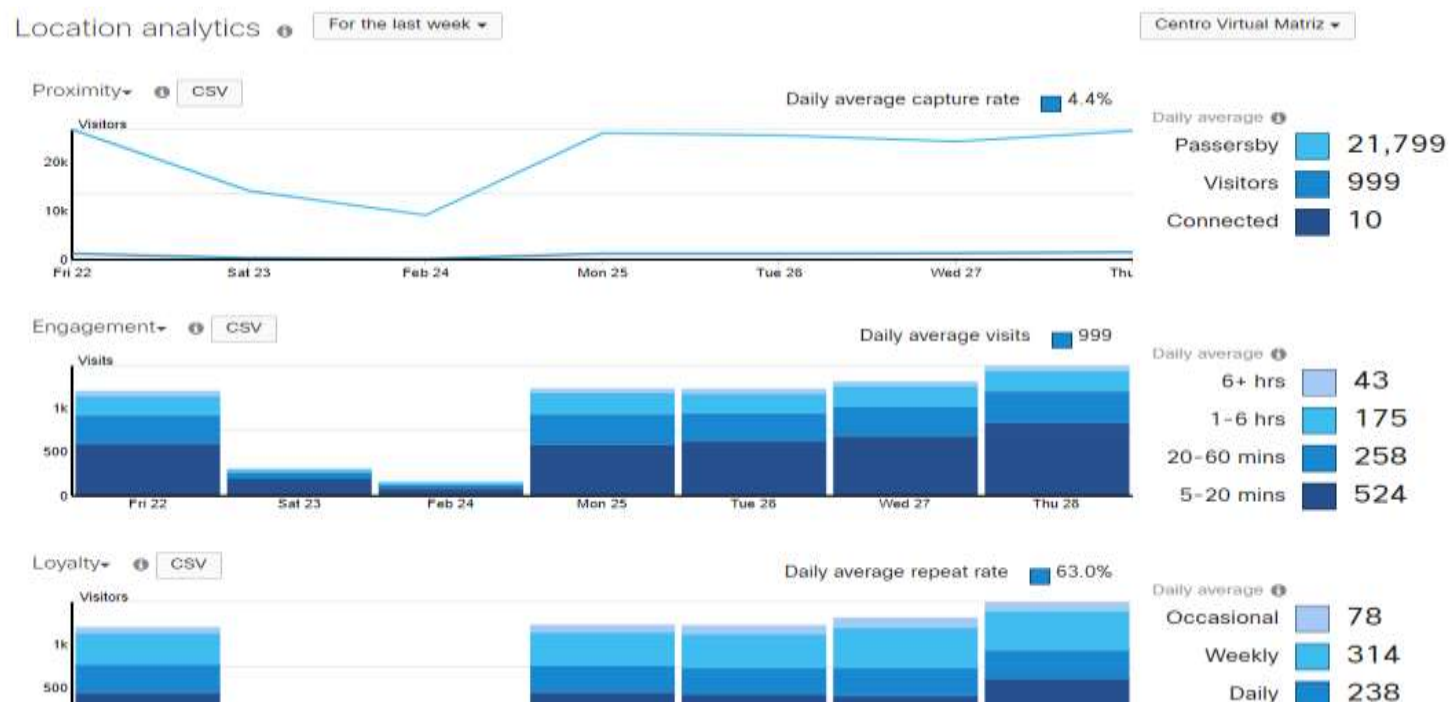 Location analytics For the last week Centro Virtual Matriz
Proximity CSV
Daily average capture rate 4.4%
Visitors
20k
10k
0
Fri 22 Sat 23 Feb 24 Mon 25 Tue 26 Wed 27 Thu
Daily average
Passersby 21,799
Visitors 999
Connected 10
Engagement CSV
Daily average visits 999
Visits
1k
500
0
Fri 22 Sat 23 Feb 24 Mon 25 Tue 26 Wed 27 Thu 28
Daily average
6+ hrs 43
1-6 hrs 175
20-60 mins 258
5-20 mins 524
Loyalty CSV
Daily average repeat rate 63.0%
Visitors
1k
500
Daily average
Occasional 78
Weekly 314
Daily 238